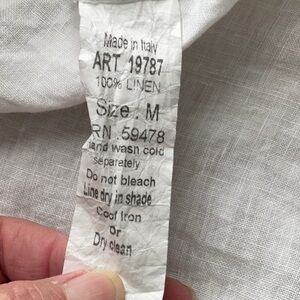 Made in Italy
ART 19787
100% LINEN
Size . M
RN .59478
Hand wash cold
separately
Do not bleach
Line dry in shade
Cool Iron
or
Dry clean